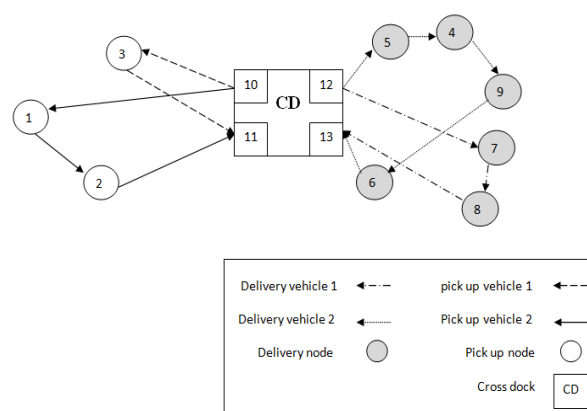 5
4
3
10
12
9
CD
1
11
13
7
2
6
8
Delivery vehicle 1
pick up vehicle 1
Delivery vehicle 2
Pick up vehicle 2
Delivery node
Pick up node
Cross dock
CD